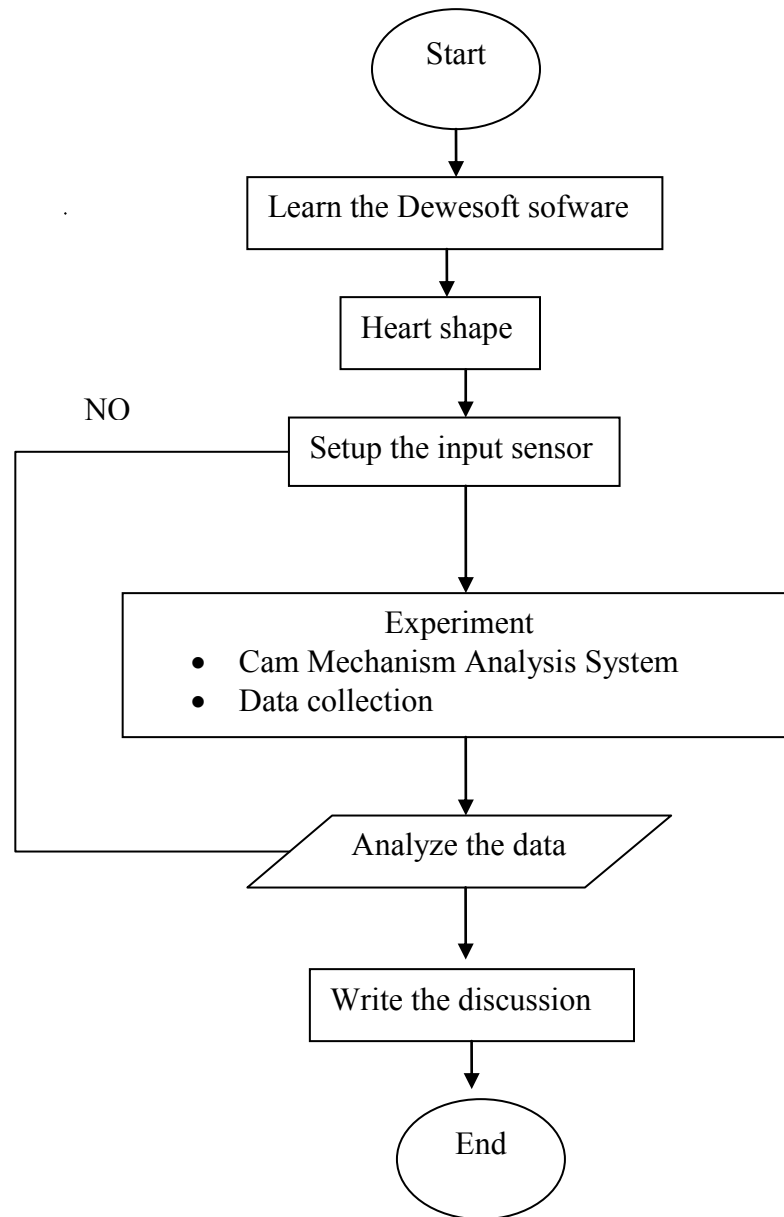 Start
Learn the Dewesoft sofware
Heart shape
NO
Setup the input sensor
Experiment
• Cam Mechanism Analysis System
• Data collection
Analyze the data
Write the discussion
End